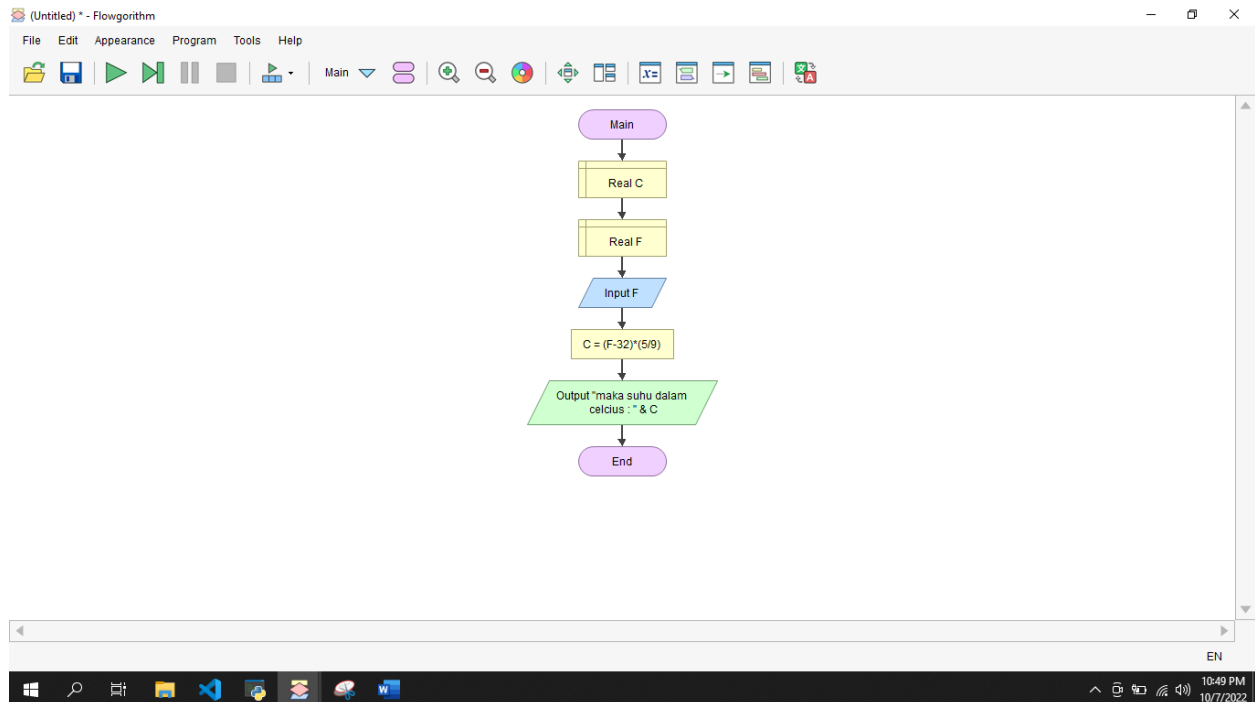 (Untitled) * - Flowgorithm
File Edit Appearance Program Tools Help
Main
x=
A
Main
Real C
Real F
Input F
C = (F-32)*(5/9)
Output "maka suhu dalam
celcius : " & C
End
EN
W
10:49 PM
10/7/2022